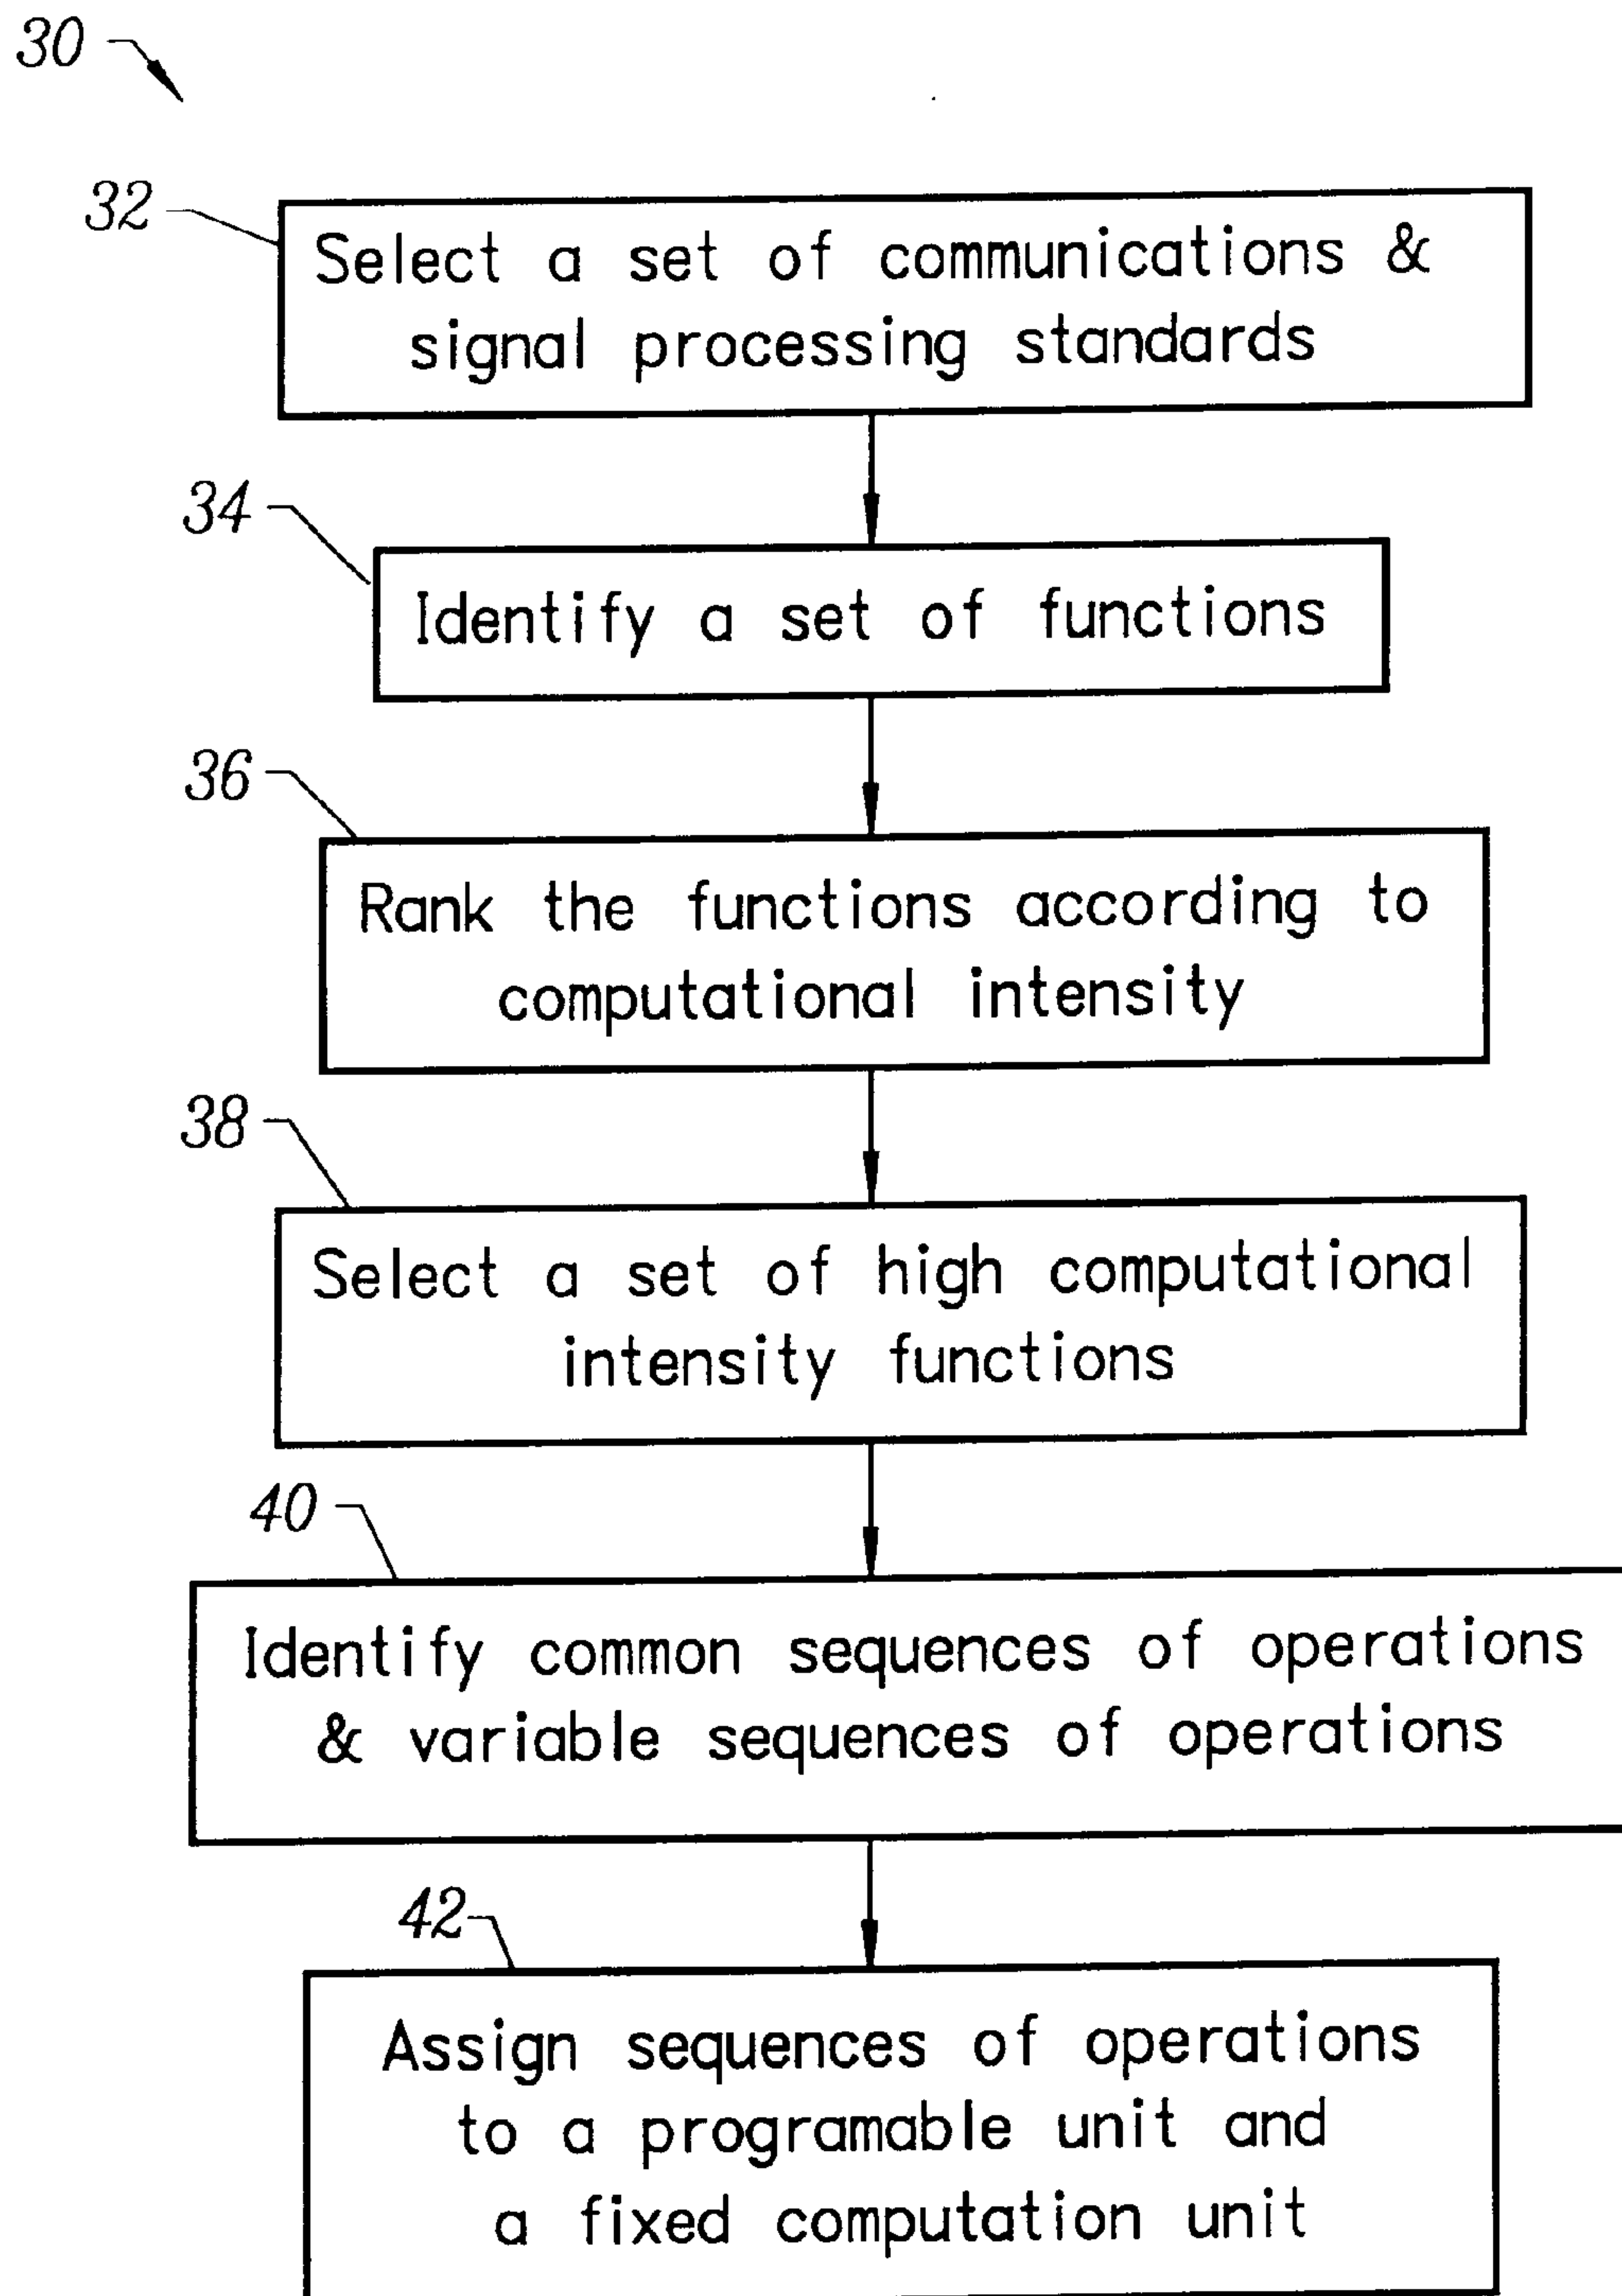 30
32
Select a set of communications &
signal processing standards
34
Identify a set of functions
36
Rank the functions according to
computational intensity
38
Select a set of high computational
intensity functions
40
Identify common sequences of operations
& variable sequences of operations
42
Assign sequences of operations
to a programable unit and
a fixed computation unit